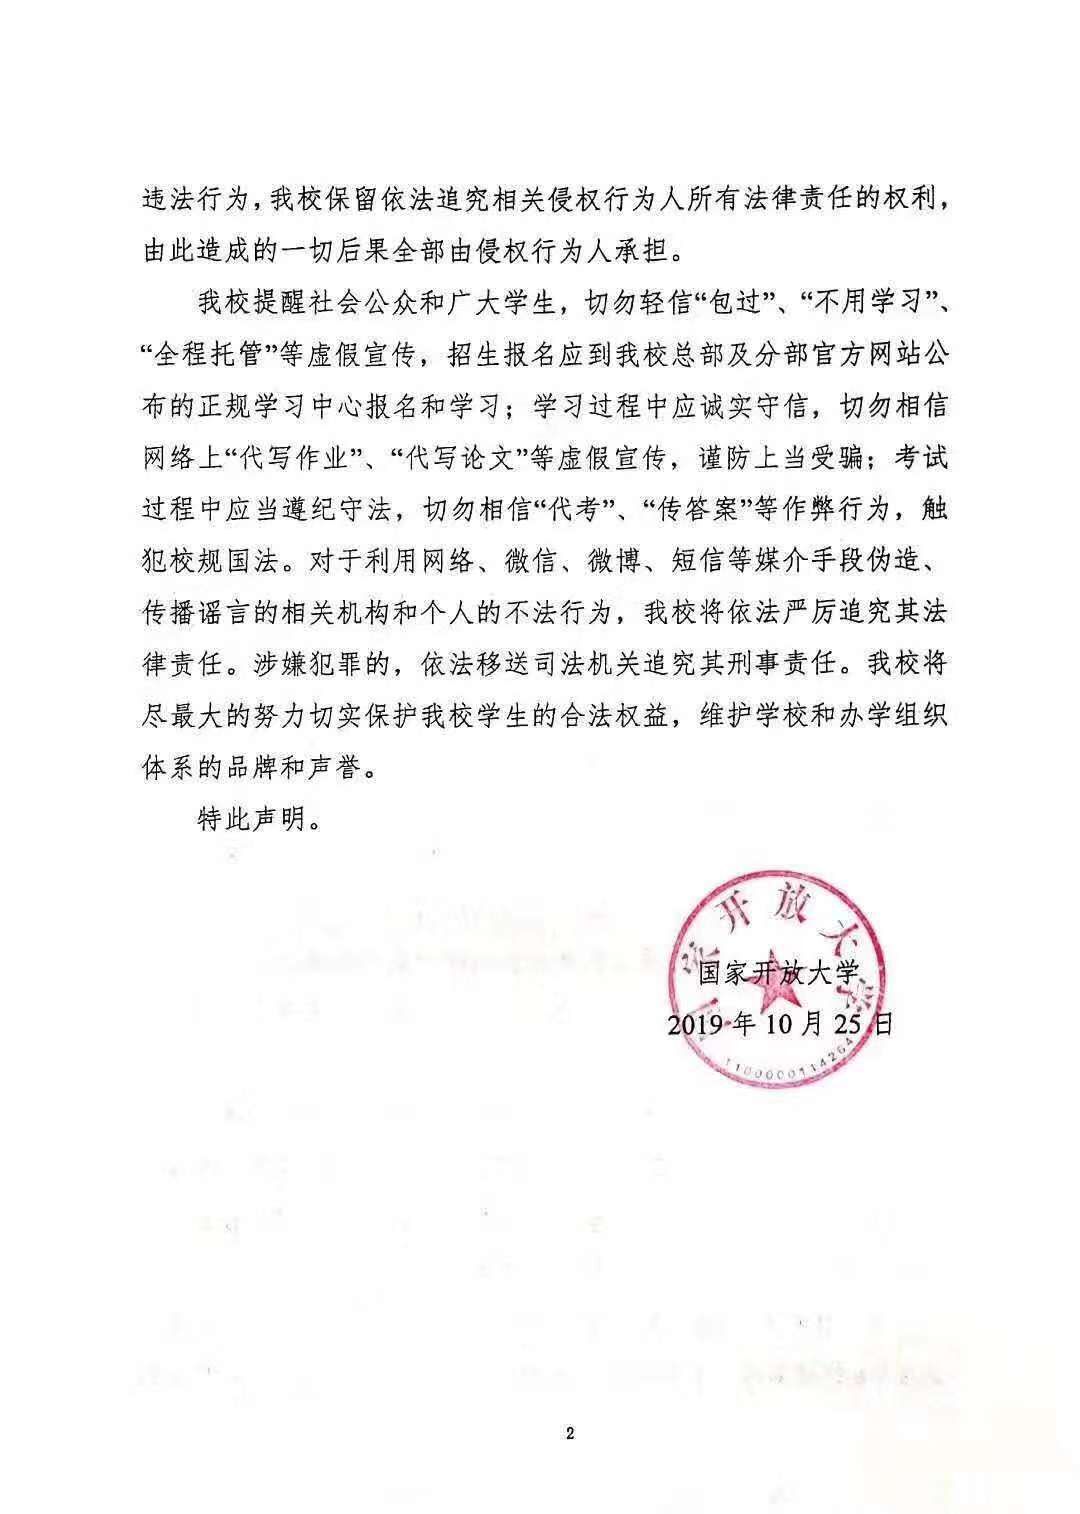 违法行为，我校保留依法追究相关侵权行为人所有法律责任的权利，
由此造成的一切后果全部由侵权行为人承担。
我校提醒社会公众和广大学生，切勿轻信“包过”、“不用学习”、
“全程托管”等虚假宣传，招生报名应到我校总部及分部官方网站公
布的正规学习中心报名和学习；学习过程中应诚实守信，切勿相信
网络上“代写作业”、“代写论文”等虚假宣传，谨防上当受骗；考试
过程中应当遵纪守法，切勿相信“代考”、“传答案”等作弊行为，触
犯校规国法。对于利用网络、微信、微博、短信等媒介手段伪造、
传播谣言的相关机构和个人的不法行为，我校将依法严厉追究其法
律责任。涉嫌犯罪的，依法移送司法机关追究其刑事责任。我校将
尽最大的努力切实保护我校学生的合法权益，维护学校和办学组织
体系的品牌和声誉。
特此声明。
国家开放大学
国家开放大学
2019 年 10 月 25 日
1100000114264
2